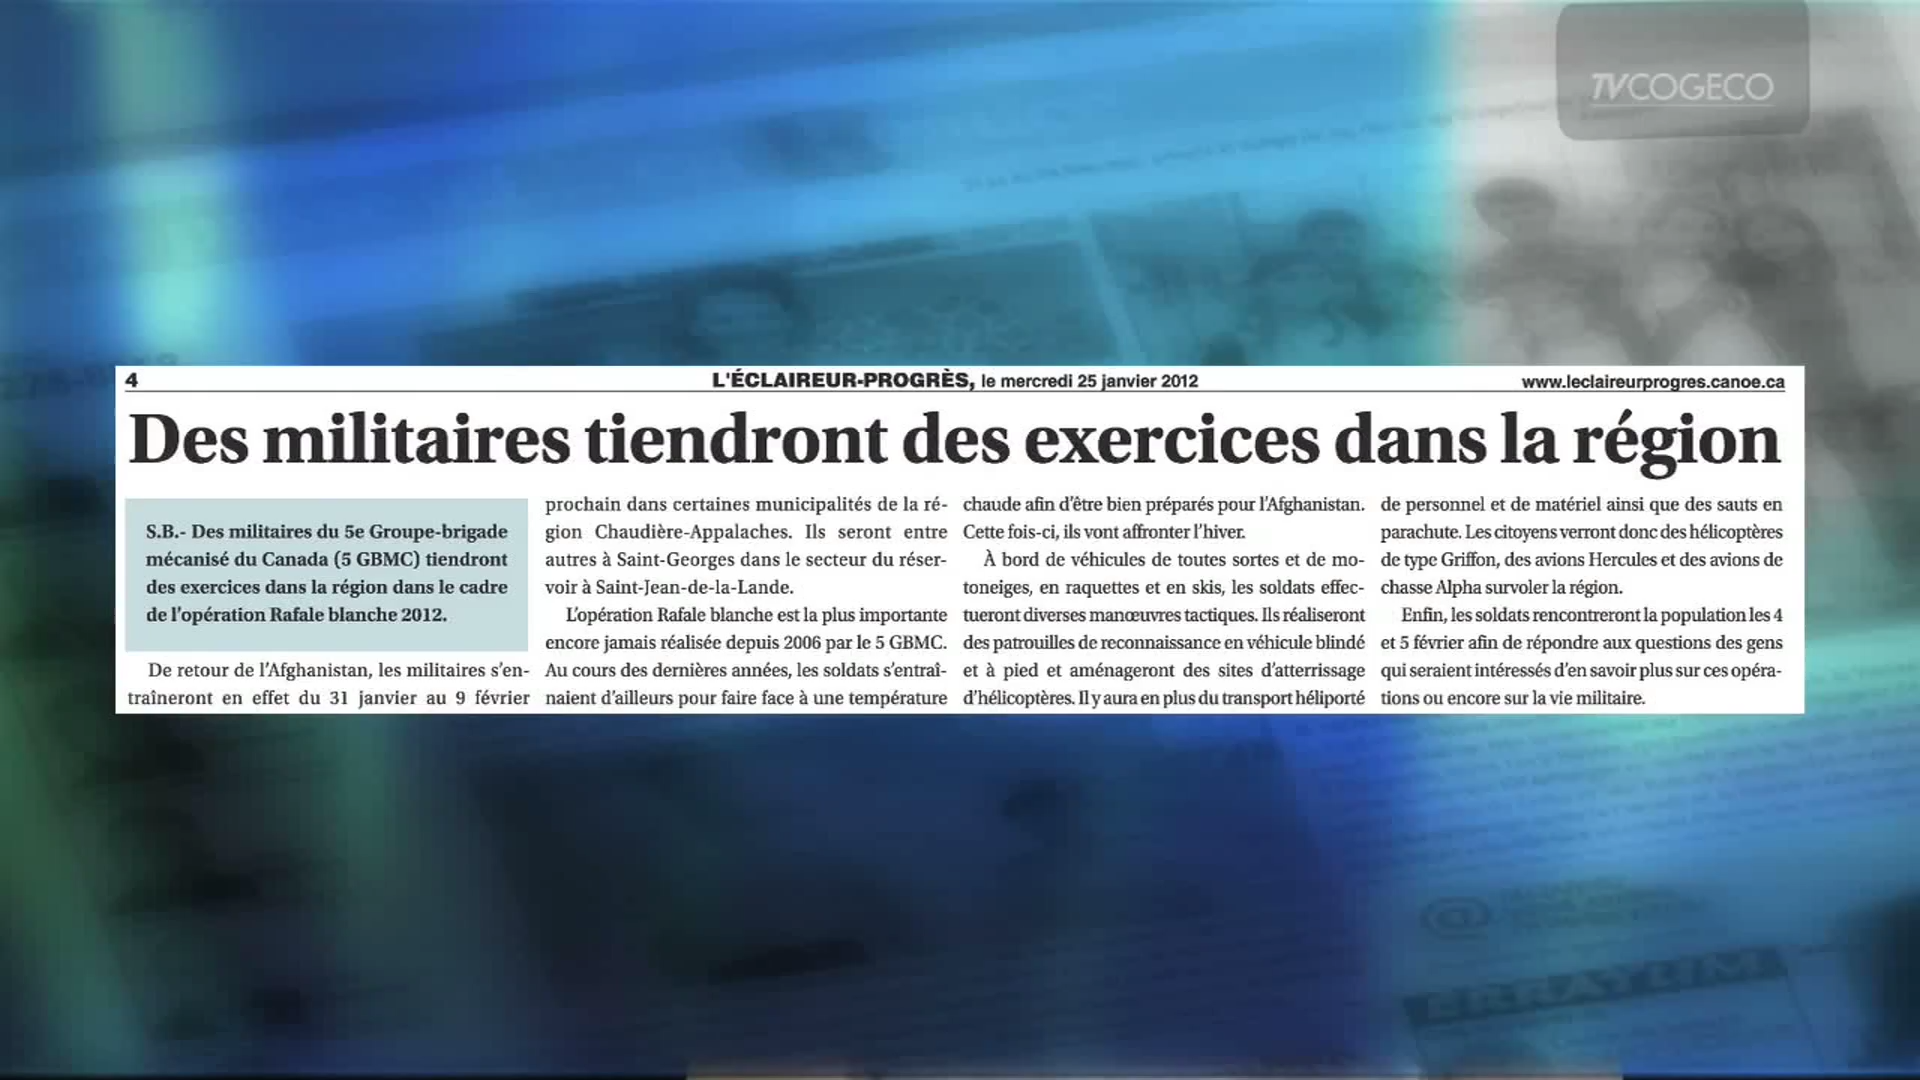 TVCOGECO
4 L'ÉCLAIREUR-PROGRÈS, le mercredi 25 janvier 2012 www.leclaireurprogres.canoe.ca
Des militaires tiendront des exercices dans la région
S.B.- Des militaires du 5e Groupe-brigade
mécanisé du Canada (5 GBMC) tiendront
des exercices dans la région dans le cadre
de l'opération Rafale blanche 2012.
De retour de l'Afghanistan, les militaires s'en-
traîneront en effet du 31 janvier au 9 février
prochain dans certaines municipalités de la ré-
gion Chaudière-Appalaches. Ils seront entre
autres à Saint-Georges dans le secteur du réser-
voir à Saint-Jean-de-la-Lande.
L'opération Rafale blanche est la plus importante
encore jamais réalisée depuis 2006 par le 5 GBMC.
Au cours des dernières années, les soldats s'entraî-
naient d'ailleurs pour faire face à une température
chaude afin d'être bien préparés pour l'Afghanistan.
Cette fois-ci, ils vont affronter l'hiver.
À bord de véhicules de toutes sortes et de mo-
toneiges, en raquettes et en skis, les soldats effec-
tueront diverses manœuvres tactiques. Ils réaliseront
des patrouilles de reconnaissance en véhicule blindé
et à pied et aménageront des sites d'atterrissage
d'hélicoptères. Il y aura en plus du transport héliporté
de personnel et de matériel ainsi que des sauts en
parachute. Les citoyens verront donc des hélicoptères
de type Griffon, des avions Hercules et des avions de
chasse Alpha survoler la région.
Enfin, les soldats rencontreront la population les 4
et 5 février afin de répondre aux questions des gens
qui seraient intéressés d'en savoir plus sur ces opéra-
tions ou encore sur la vie militaire.
@
ERRATUM